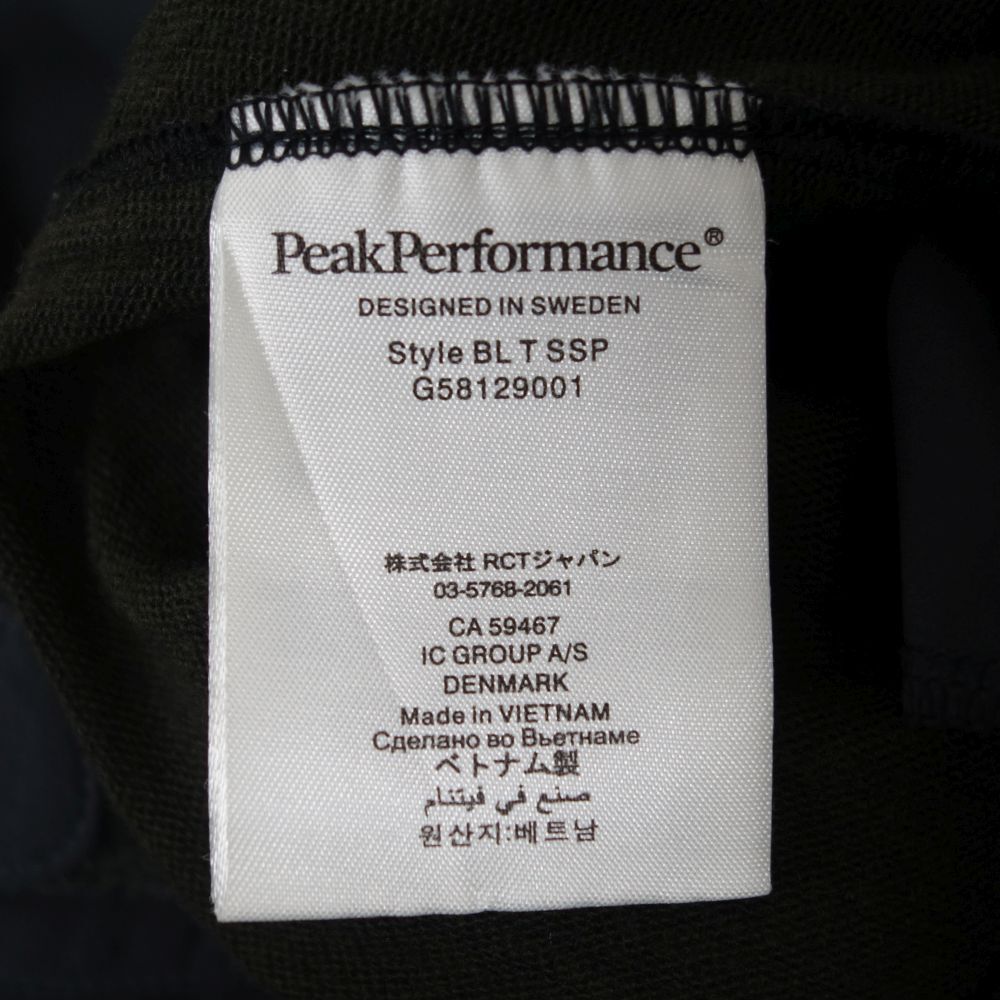 PeakPerformance®
DESIGNED IN SWEDEN
Style BL T SSP
G58129001
株式会社 RCTジャパン
03-5768-2061
CA 59467
IC GROUP A/S
DENMARK
Made in VIETNAM
Сделано во Вьетнаме
ベトナム製
صنع في فيتنام
원산지:베트남